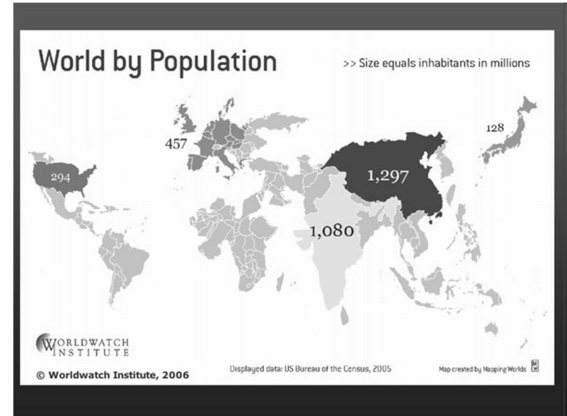 World by Population
>> Size equals inhabitants in millions
128
457
294
1,297
1,080
WORLDWATCH
INSTITUTE
© Worldwatch Institute, 2006
Displayed data: US Bureau of the Census, 2005
Map created by Mapping Worlds